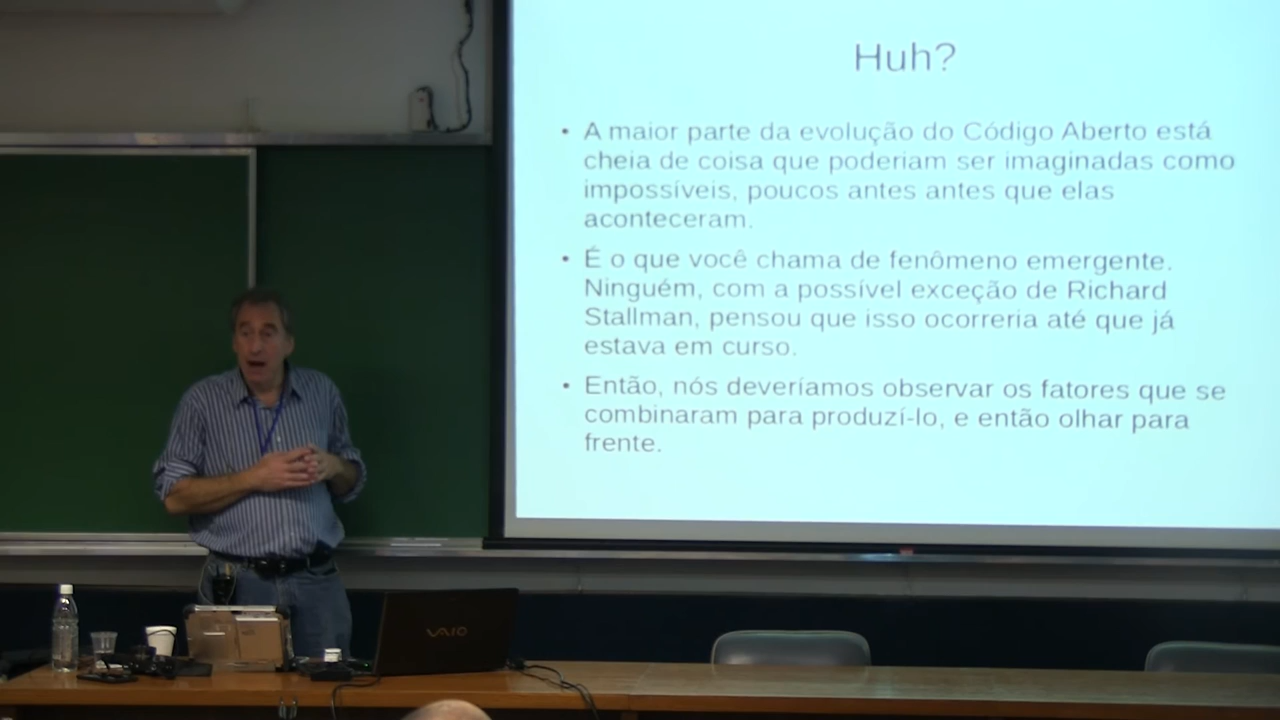 Huh?
• A maior parte da evolução do Código Aberto está
cheia de coisa que poderiam ser imaginadas como
impossíveis, poucos antes antes que elas
aconteceram.
• É o que você chama de fenômeno emergente.
Ninguém, com a possível exceção de Richard
Stallman, pensou que isso ocorreria até que já
estava em curso.
• Então, nós deveríamos observar os fatores que se
combinaram para produzí-lo, e então olhar para
frente.
VAIO